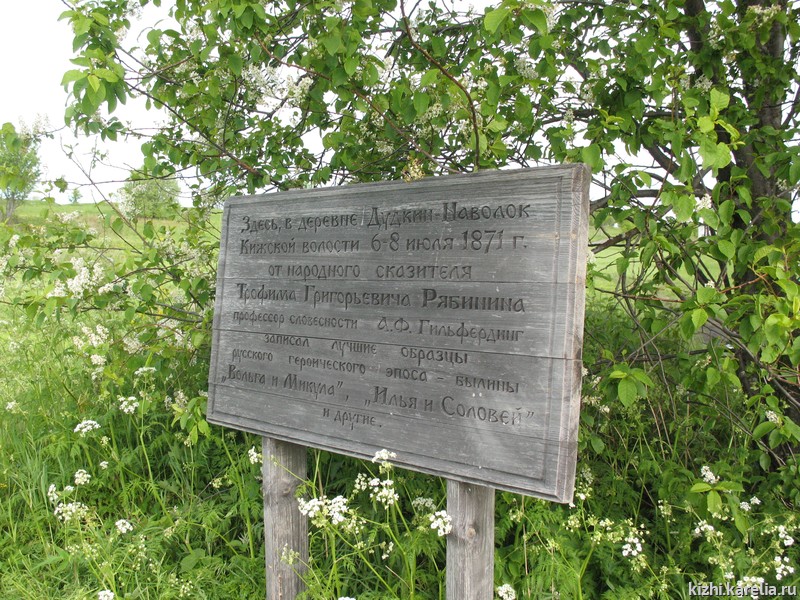 Здесь, в деревне Дудкин-Наволок
Кижской волости 6-8 июля 1871 г.
от народного сказителя
Трофима Григорьевича Рябинина
профессор словесности А.Ф. Гильфердинг
записал лучшие образцы
русского героического эпоса - былины
„Вольга и Микула”, „Илья и Соловей”
и другие.
kizhi.karelia.ru